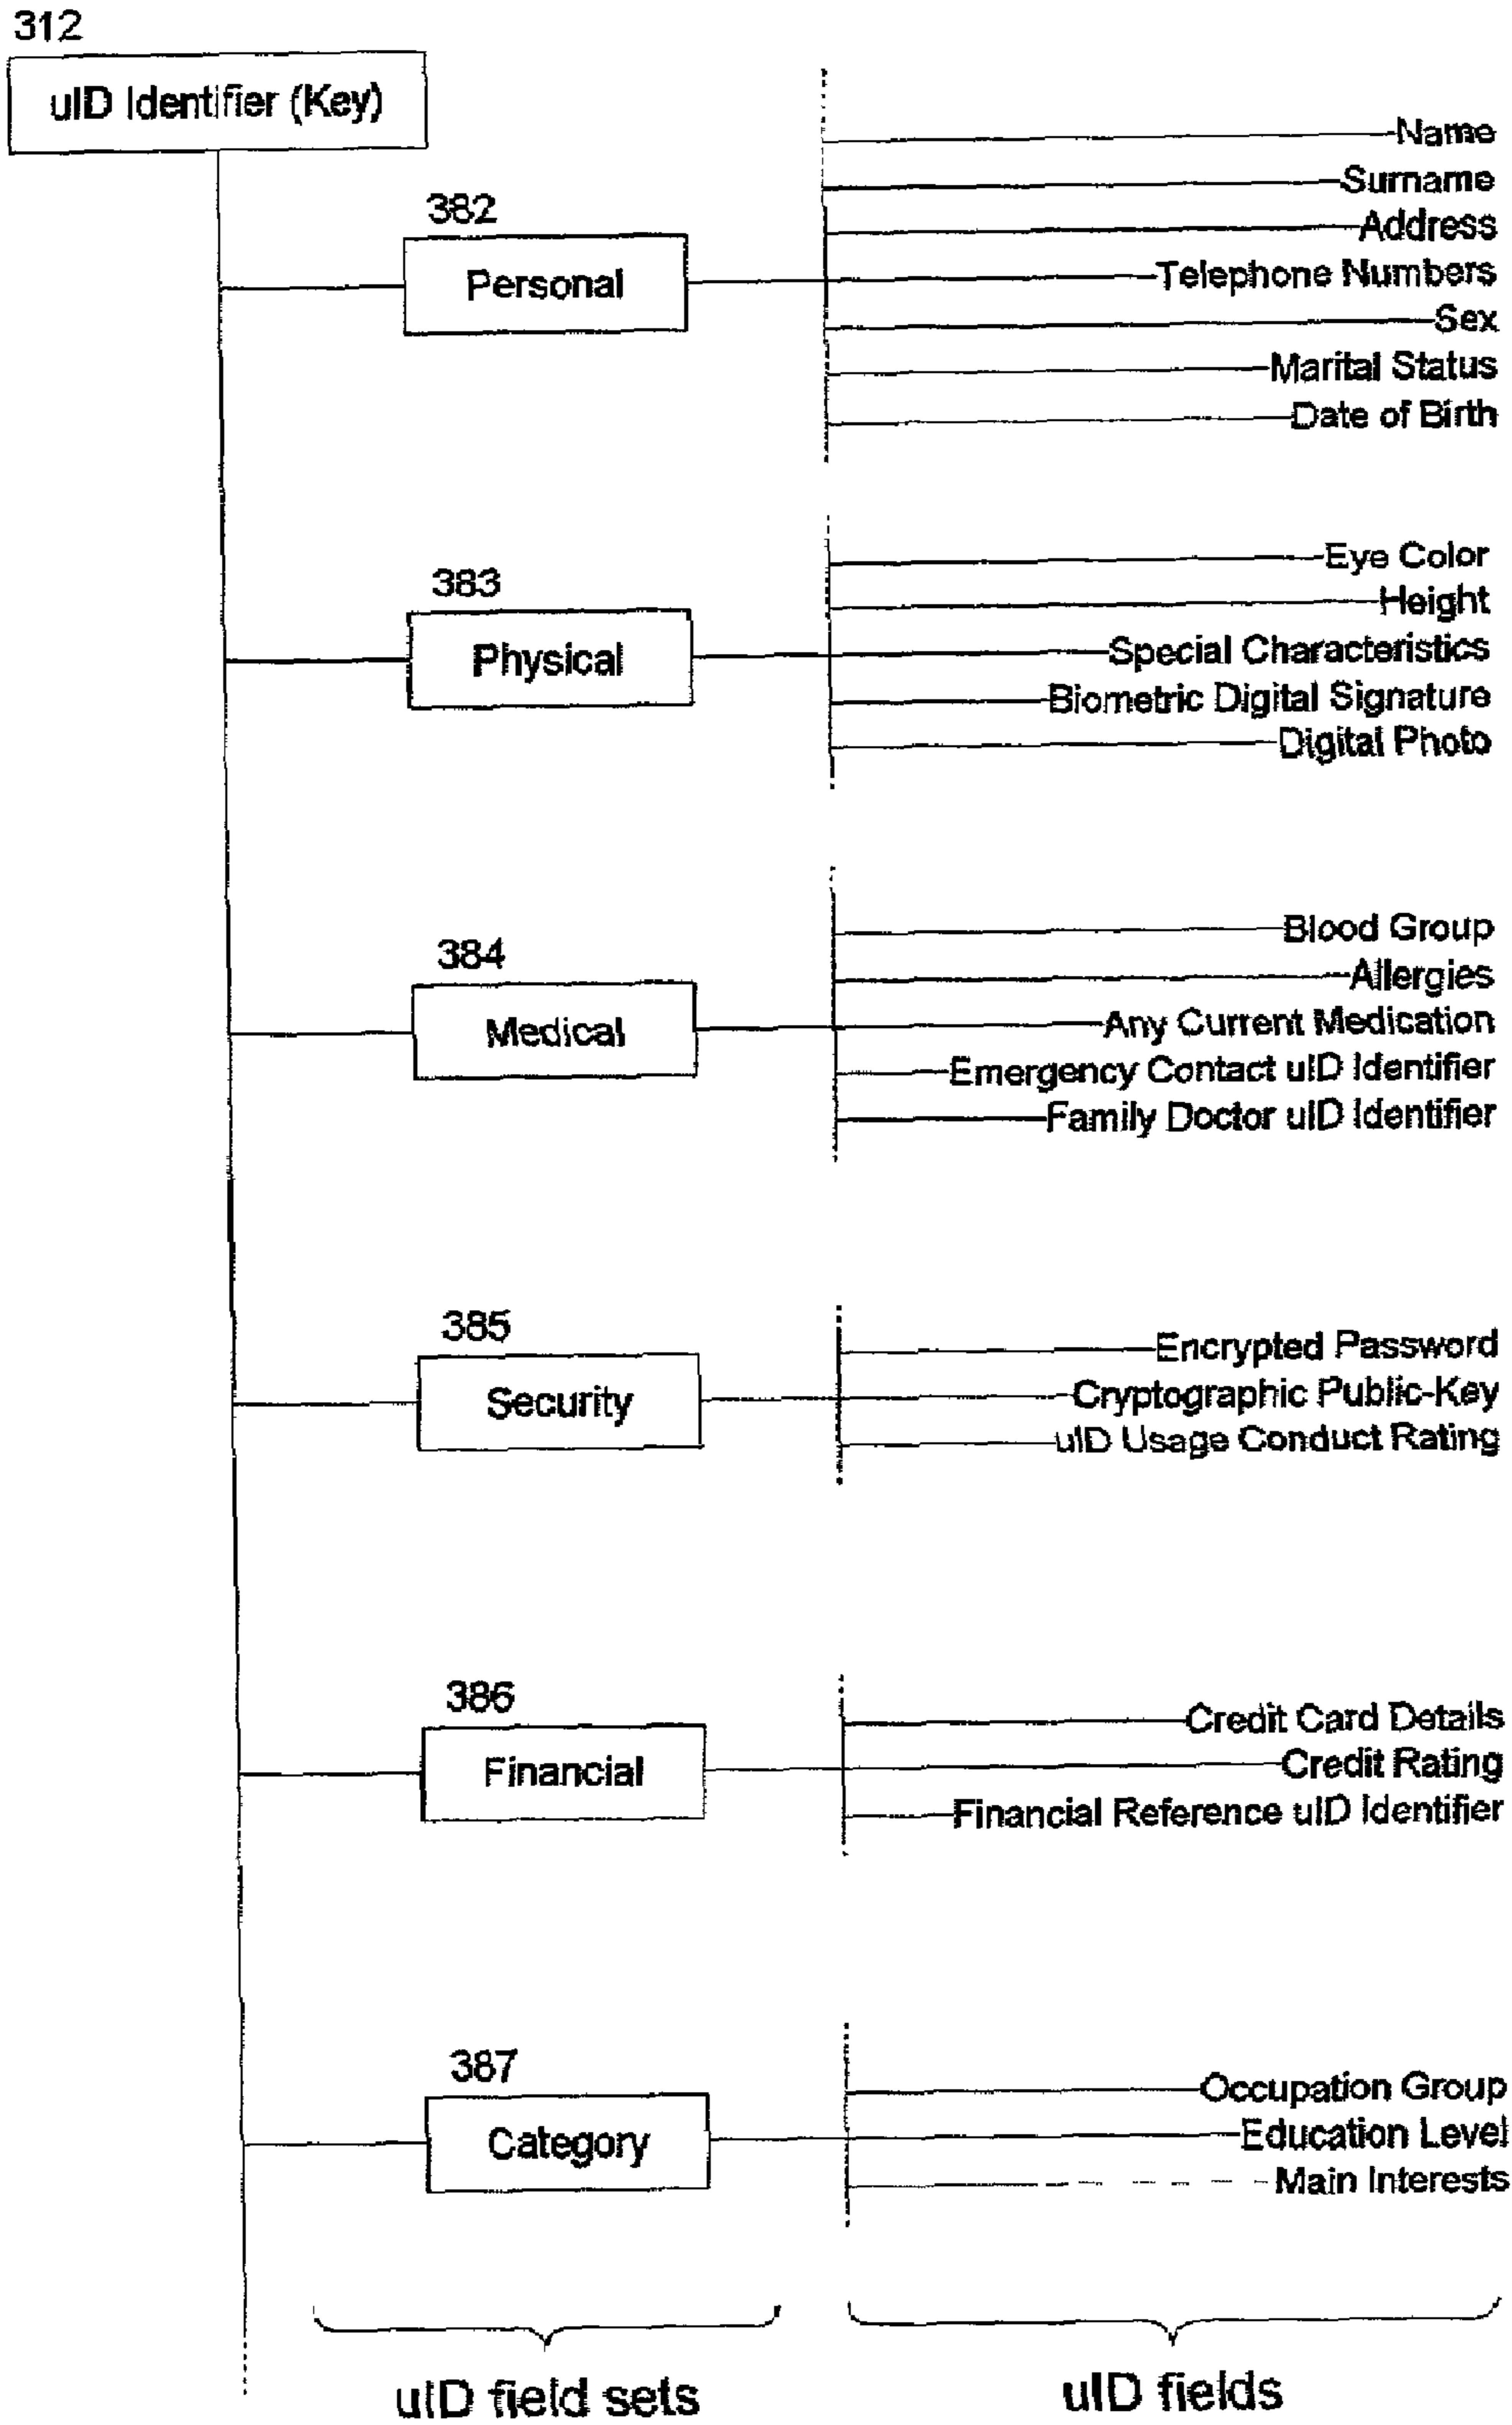 312
uID Identifier (Key)
382
Personal
Name
Surname
Address
Telephone Numbers
Sex
Marital Status
Date of Birth
383
Physical
Eye Color
Height
Special Characteristics
Biometric Digital Signature
Digital Photo
384
Medical
Blood Group
Allergies
Any Current Medication
Emergency Contact uID Identifier
Family Doctor uID Identifier
385
Security
Encrypted Password
Cryptographic Public-Key
uID Usage Conduct Rating
386
Financial
Credit Card Details
Credit Rating
Financial Reference uID Identifier
387
Category
Occupation Group
Education Level
Main Interests
uID field sets
uID fields